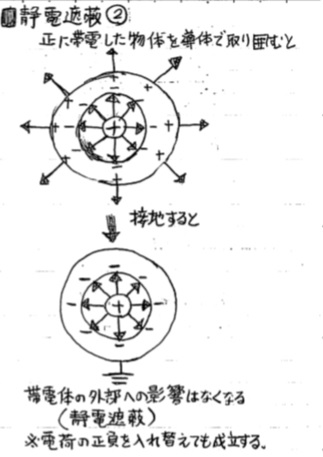 ■静電遮蔽②
正に帯電した物体を導体で取り囲むと
接地すると
帯電体の外部への影響はなくなる
(静電遮蔽)
※電荷の正負を入れ替えても成立する。